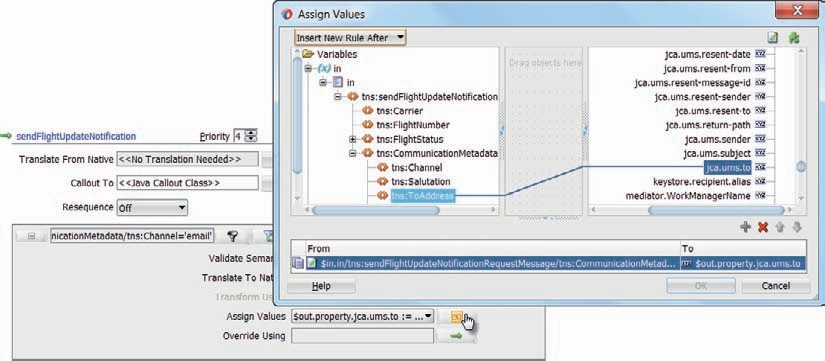 Assign Values
Insert New Rule After
Variables
in
in
tns:sendFlightUpdateNotification
tns:Carrier
tns:FlightNumber
tns:FlightStatus
tns:CommunicationMetadata
tns:Channel
tns:Salutation
tns:ToAddress
Drag objects here
jca.ums.resent-date
jca.ums.resent-from
jca.ums.resent-message-id
jca.ums.resent-sender
jca.ums.resent-to
jca.ums.return-path
jca.ums.sender
jca.ums.subject
jca.ums.to
keystore.recipient.alias
mediator.WorkManagerName
From To
$in.in/tns:sendFlightUpdateNotificationRequestMessage/tns:CommunicationMetad... $out.property.jca.ums.to
Help OK Cancel
sendFlightUpdateNotification Priority 4
Translate From Native <<No Translation Needed>>
Callout To <<Java Callout Class>>
Resequence Off
nicationMetadata/tns:Channel='email'
Validate Seman
Translate To Nat
Transform Us
Assign Values $out.property.jca.ums.to := ...
Override Using